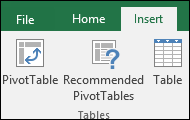 File Home Insert
PivotTable Recommended Table
PivotTables
Tables